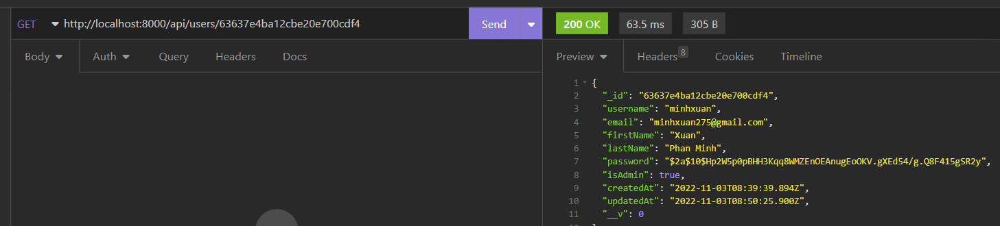 GET http://localhost:8000/api/users/63637e4ba12cbe20e700cdf4 Send 200 OK 63.5 ms 305 B
Body Auth Query Headers Docs Preview Headers 8 Cookies Timeline
1 {
2 "_id": "63637e4ba12cbe20e700cdf4",
3 "username": "minhxuan",
4 "email": "minhxuan275@gmail.com",
5 "firstName": "Xuan",
6 "lastName": "Phan Minh",
7 "password": "$2a$10$Hp2W5p0pBHH3Kqq8WMZEnOEAnugEoOKV.gXEd54/g.Q8F415gSR2y",
8 "isAdmin": true,
9 "createdAt": "2022-11-03T08:39:39.894Z",
10 "updatedAt": "2022-11-03T08:50:25.900Z",
11 "__v": 0